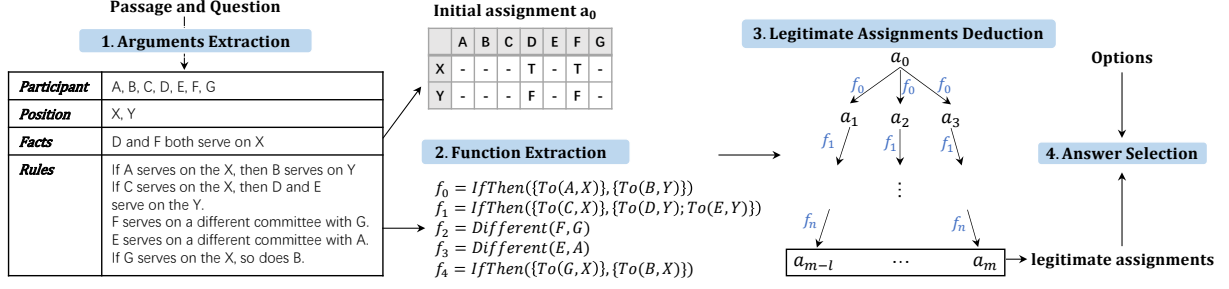 Passage and Question
1. Arguments Extraction
Participant A, B, C, D, E, F, G
Position X, Y
Facts D and F both serve on X
Rules If A serves on the X, then B serves on Y
If C serves on the X, then D and E
serve on the Y.
F serves on a different committee with G.
E serves on a different committee with A.
If G serves on the X, so does B.
Initial assignment a₀
A B C D E F G
X - - - T - T -
Y - - - F - F -
2. Function Extraction
f₀ = IfThen({To(A, X)}, {To(B, Y)})
f₁ = IfThen({To(C, X)}, {To(D, Y); To(E, Y)})
f₂ = Different(F, G)
f₃ = Different(E, A)
f₄ = IfThen({To(G, X)}, {To(B, X)})
3. Legitimate Assignments Deduction
a₀
f₀ f₀ f₀
a₁ a₂ a₃
f₁ f₁ f₁
⋮
fₙ fₙ
aₘ₋ₗ ⋯ aₘ
legitimate assignments
Options
4. Answer Selection